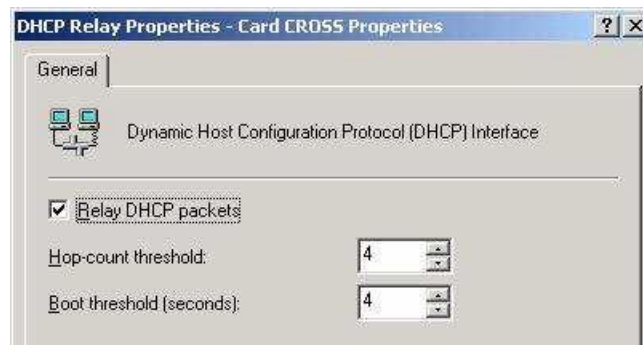 DHCP Relay Properties - Card CROSS Properties
General
Dynamic Host Configuration Protocol (DHCP) Interface
Relay DHCP packets
Hop-count threshold: 4
Boot threshold (seconds): 4